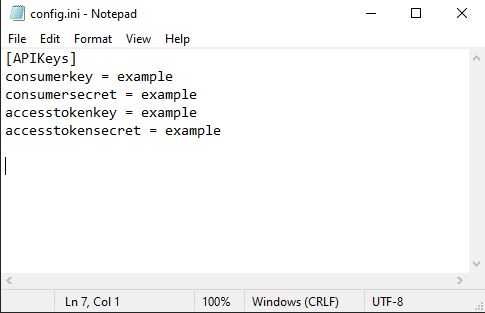 config.ini - Notepad
File Edit Format View Help
[APIKeys]
consumerkey = example
consumersecret = example
accesstokenkey = example
accesstokensecret = example
Ln 7, Col 1 100% Windows (CRLF) UTF-8